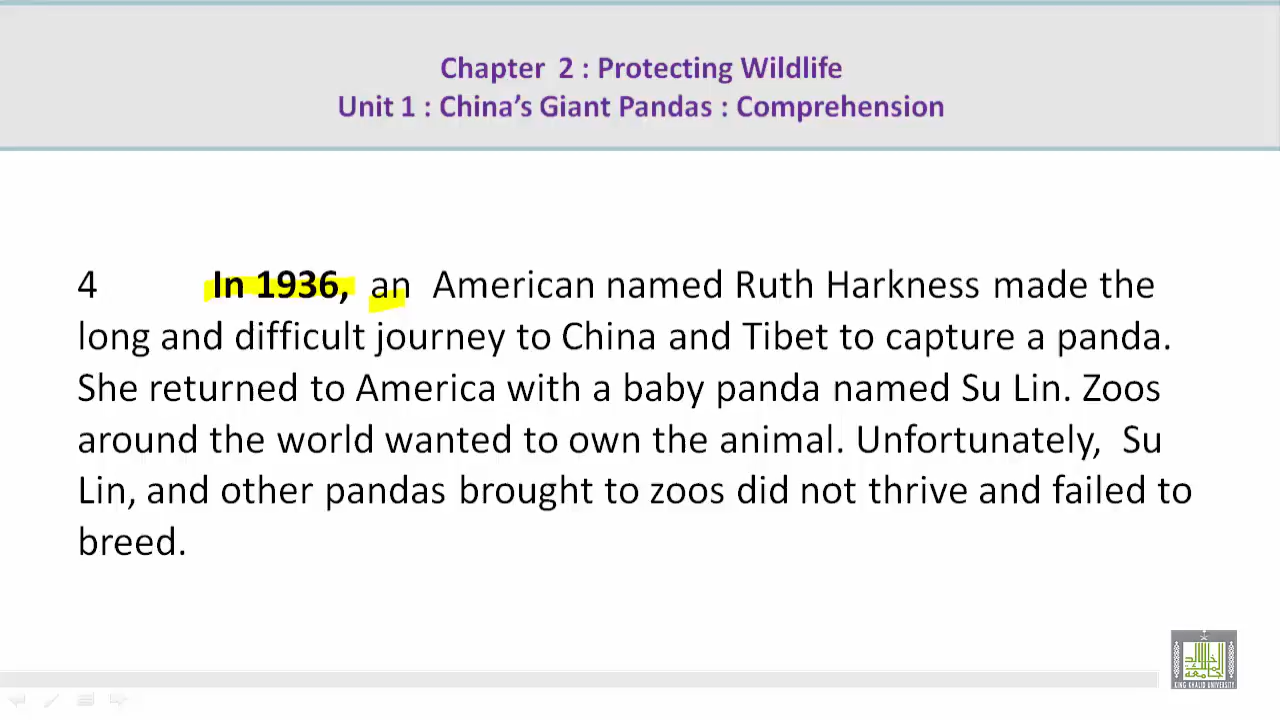 Chapter 2 : Protecting Wildlife
Unit 1 : China's Giant Pandas : Comprehension
4 In 1936, an American named Ruth Harkness made the
long and difficult journey to China and Tibet to capture a panda.
She returned to America with a baby panda named Su Lin. Zoos
around the world wanted to own the animal. Unfortunately, Su
Lin, and other pandas brought to zoos did not thrive and failed to
breed.
KING KHALID UNIVERSITY